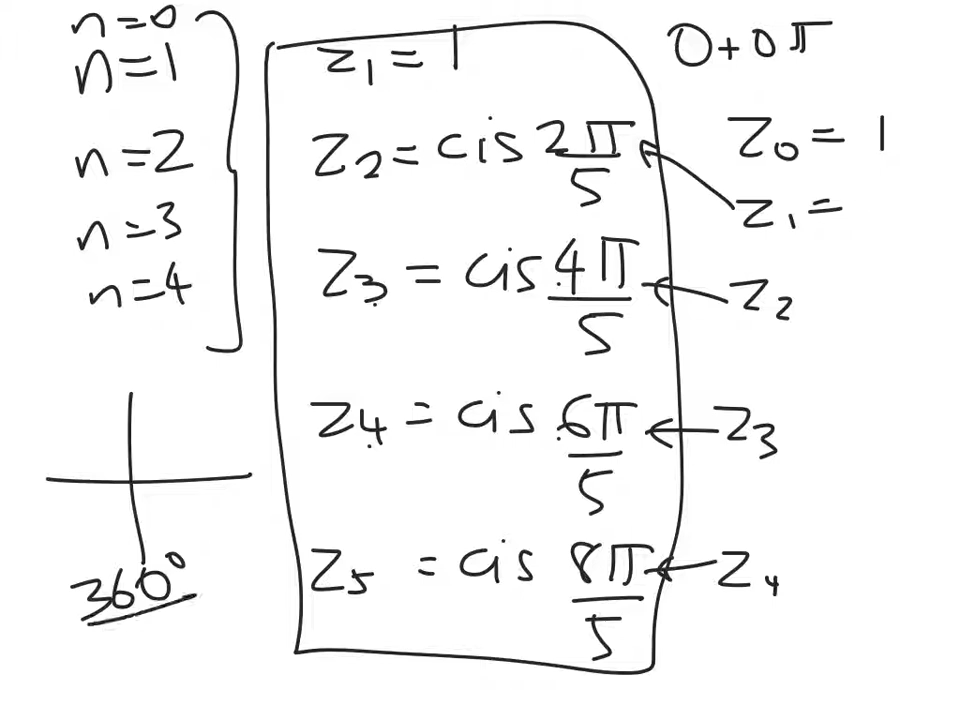 n=0
n=1
n=2
n=3
n=4
360°
z₁ = 1
z₂ = cis 2π/5
z₃ = cis 4π/5
z₄ = cis 6π/5
z₅ = cis 8π/5
0+0π
z₀ = 1
z₁ =
z₂
z₃
z₄